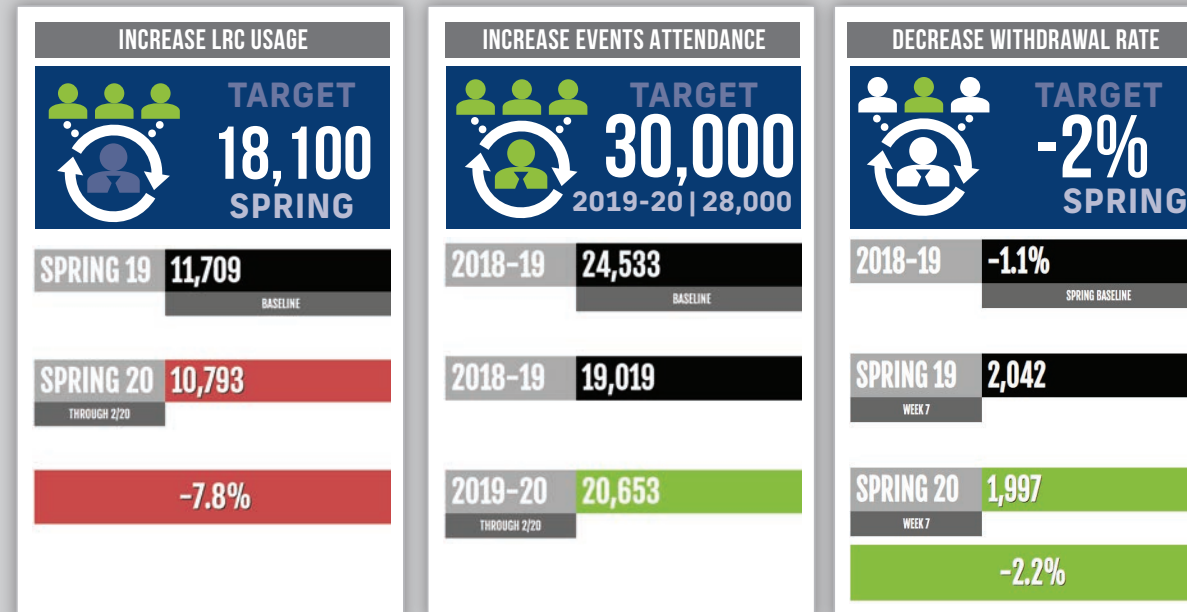 INCREASE LRC USAGE
TARGET
18,100
SPRING
SPRING 19 11,709
BASELINE
SPRING 20 10,793
THROUGH 2/20
-7.8%
INCREASE EVENTS ATTENDANCE
TARGET
30,000
2019-20 | 28,000
2018-19 24,533
BASELINE
2018-19 19,019
2019-20 20,653
THROUGH 2/20
DECREASE WITHDRAWAL RATE
TARGET
-2%
SPRING
2018-19 -1.1%
SPRING BASELINE
SPRING 19 2,042
WEEK 7
SPRING 20 1,997
WEEK 7
-2.2%